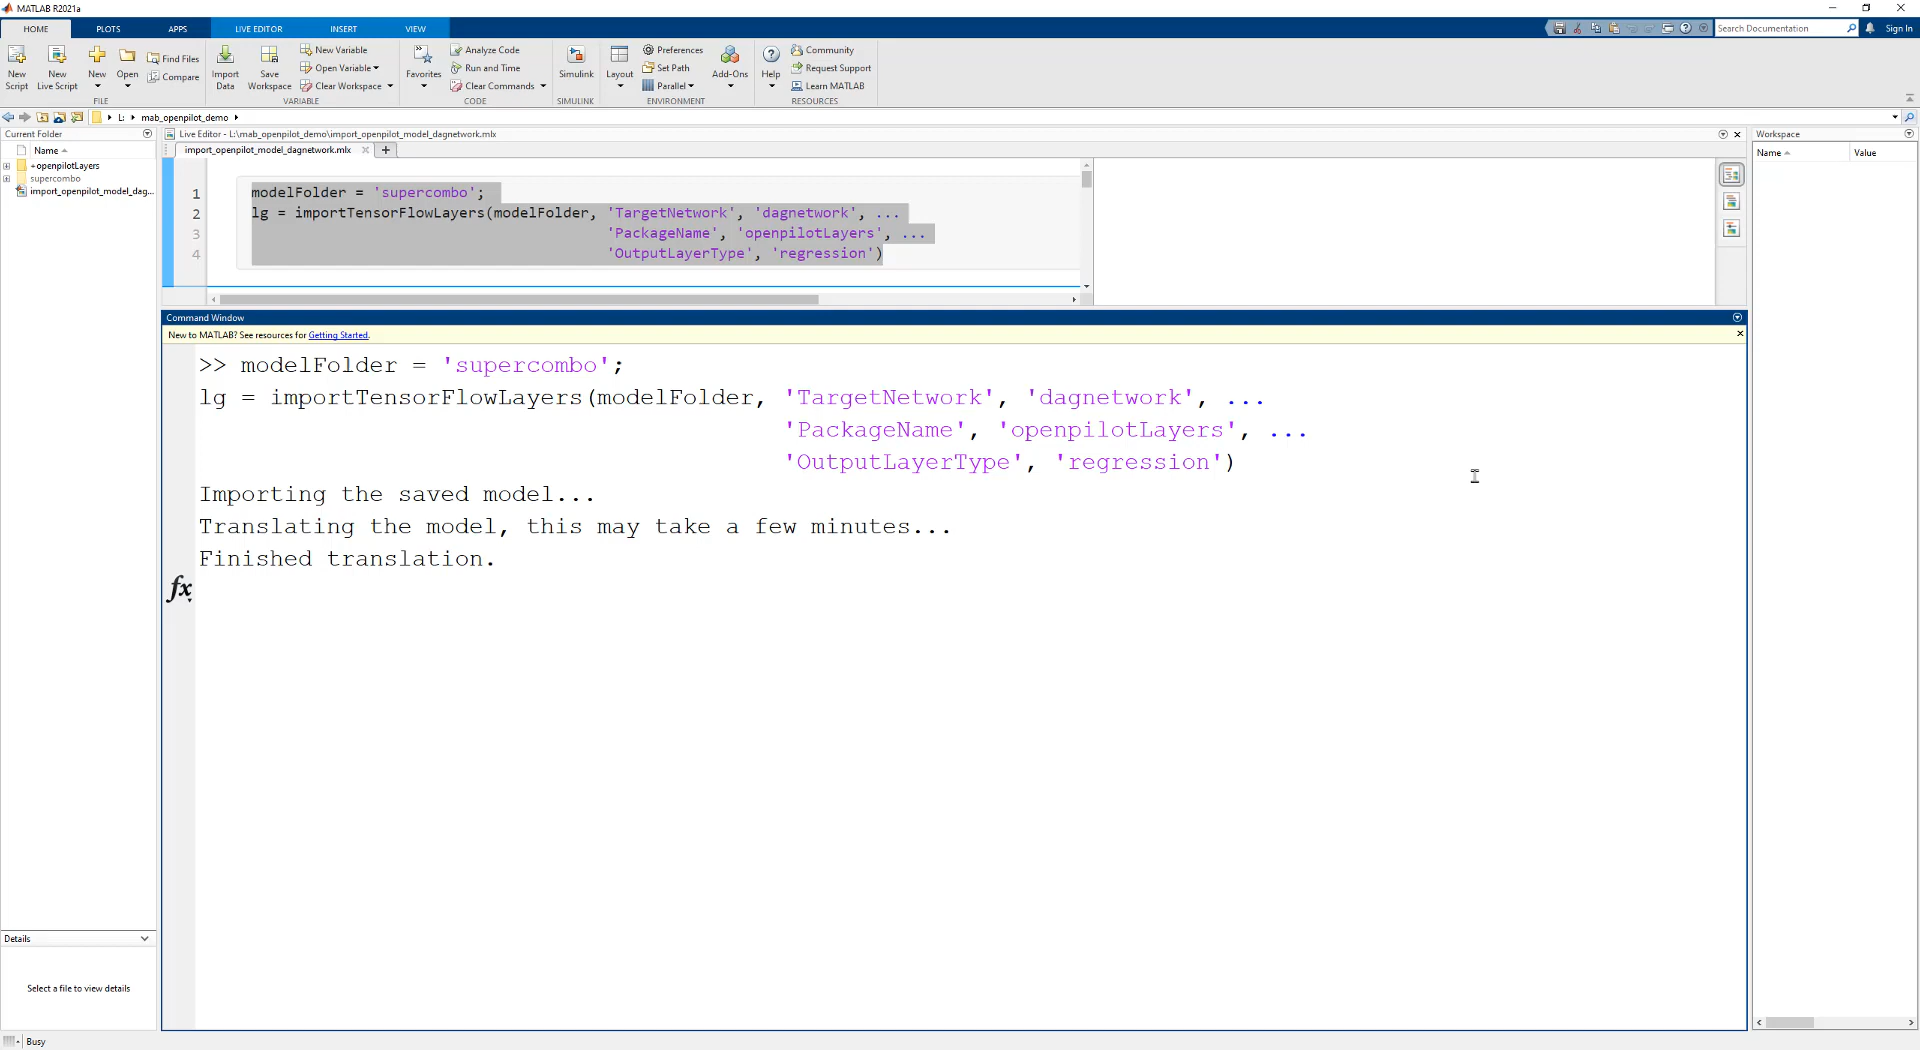 MATLAB R2021a
HOME PLOTS APPS LIVE EDITOR INSERT VIEW
Search Documentation
Sign In
New Script
New Live Script
New
Open
Find Files
Compare
FILE
Import Data
Save Workspace
New Variable
Open Variable
Clear Workspace
VARIABLE
Favorites
Analyze Code
Run and Time
Clear Commands
CODE
Simulink
SIMULINK
Layout
Preferences
Set Path
Parallel
Add-Ons
ENVIRONMENT
Help
Community
Request Support
Learn MATLAB
RESOURCES
L: mab_openpilot_demo
Current Folder
Name
+openpilotLayers
supercombo
import_openpilot_model_dag...
Details
Select a file to view details
Live Editor - L:\mab_openpilot_demo\import_openpilot_model_dagnetwork.mlx
import_openpilot_model_dagnetwork.mlx
1 modelFolder = 'supercombo';
2 lg = importTensorFlowLayers(modelFolder, 'TargetNetwork', 'dagnetwork', ...
3 'PackageName', 'openpilotLayers', ...
4 'OutputLayerType', 'regression')
Command Window
New to MATLAB? See resources for Getting Started.
>> modelFolder = 'supercombo';
lg = importTensorFlowLayers(modelFolder, 'TargetNetwork', 'dagnetwork', ...
'PackageName', 'openpilotLayers', ...
'OutputLayerType', 'regression')
Importing the saved model...
Translating the model, this may take a few minutes...
Finished translation.
fx
Workspace
Name Value
Busy